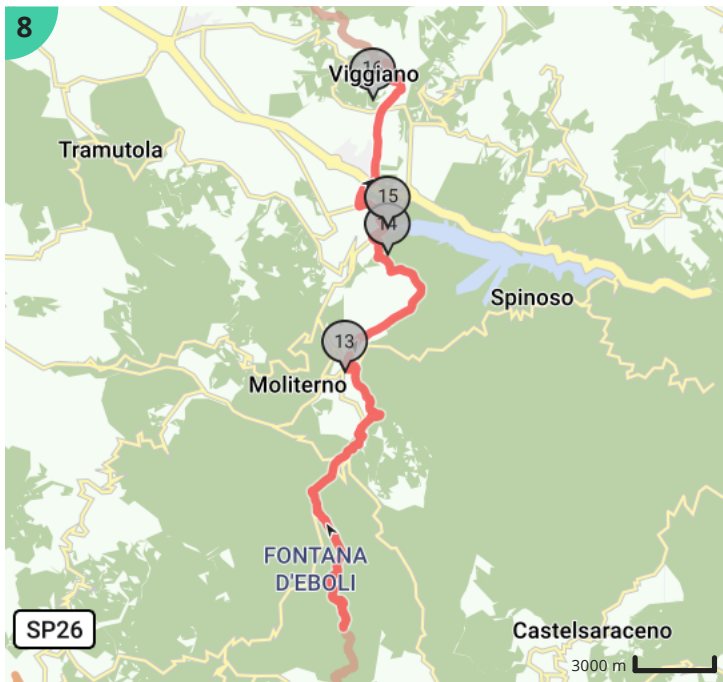 8
16
Viggiano
Tramutola
15
14
Spinoso
13
Moliterno
FONTANA
D'EBOLI
SP26
Castelsaraceno
3000 m